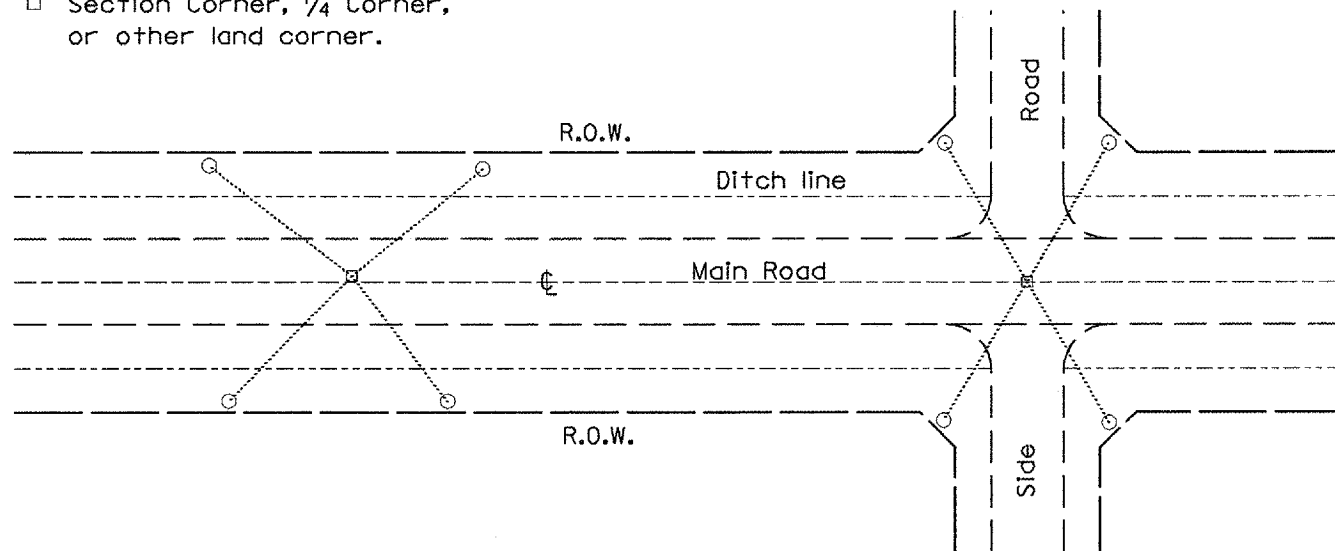 □ Section Corner, 1/4 Corner,
or other land corner.
Road
R.O.W.
Ditch line
Main Road
℄
R.O.W.
Side